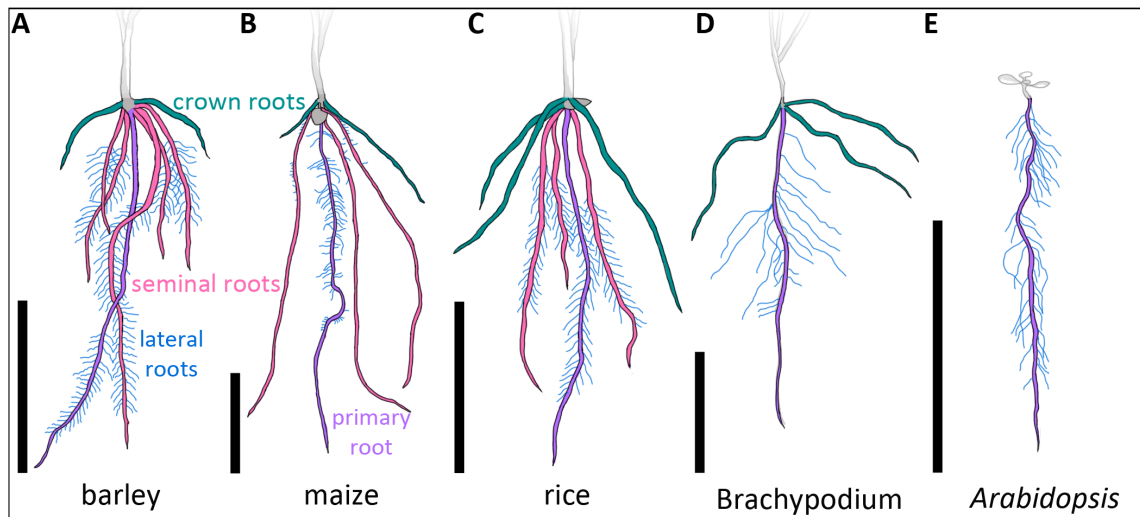 A
B
C
D
E
crown roots
seminal roots
lateral
roots
primary
root
barley
maize
rice
Brachypodium
Arabidopsis